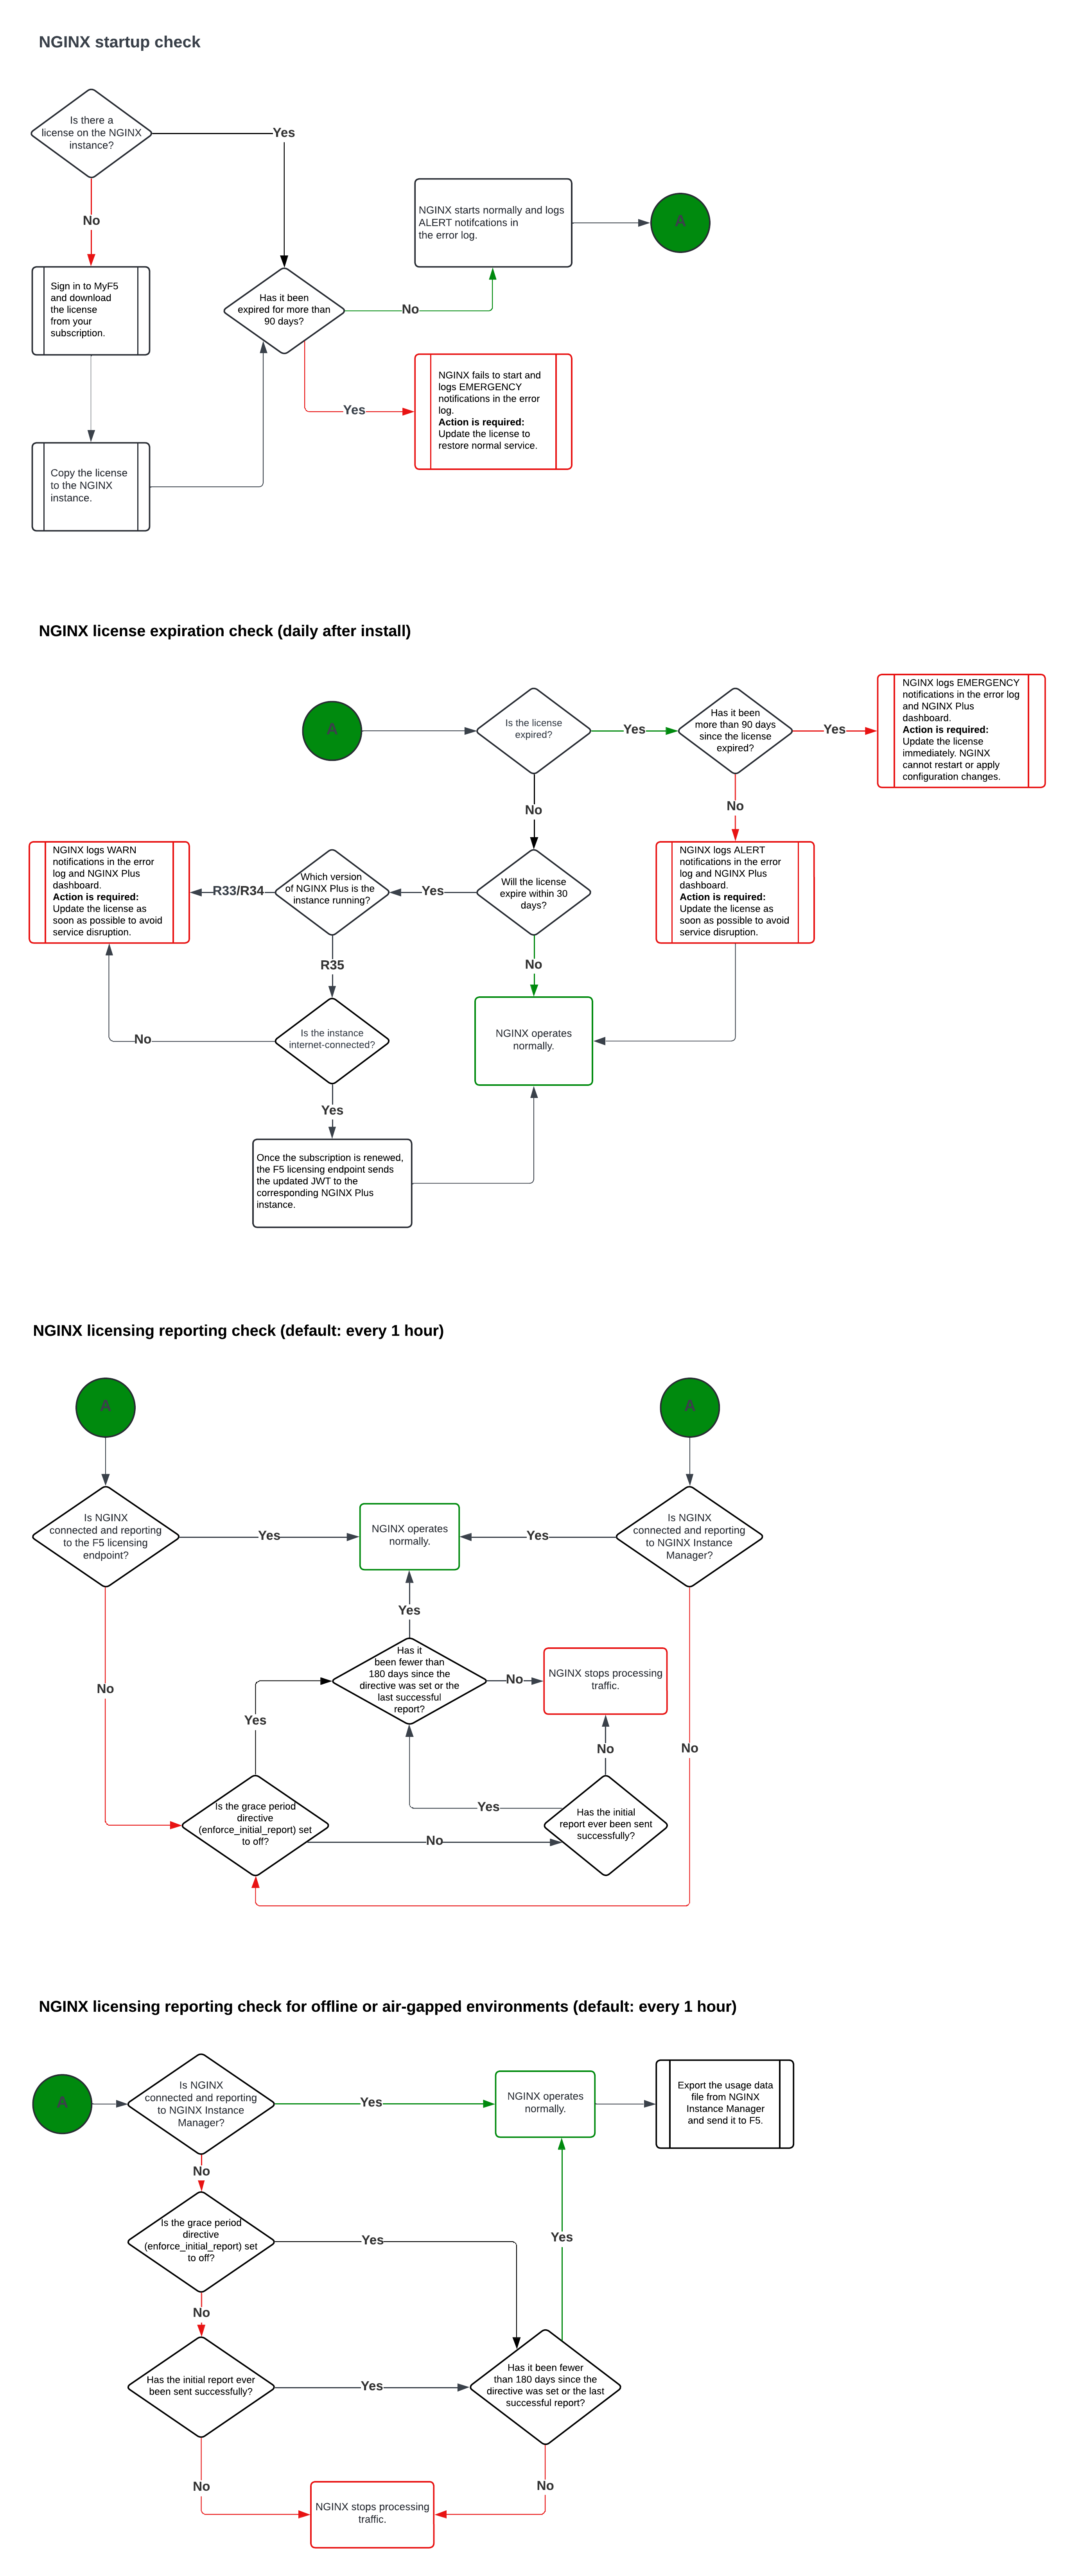 NGINX startup check
Is there a
license on the NGINX
instance?
Yes
No
NGINX starts normally and logs
ALERT notifcations in
the error log.
A
Sign in to MyF5
and download
the license
from your
subscription.
Has it been
expired for more than
90 days?
No
Yes
NGINX fails to start and
logs EMERGENCY
notifications in the error
log.
Action is required:
Update the license to
restore normal service.
Copy the license
to the NGINX
instance.
NGINX license expiration check (daily after install)
A
Is the license
expired?
Yes
Has it been
more than 90 days
since the license
expired?
Yes
NGINX logs EMERGENCY
notifications in the error log
and NGINX Plus
dashboard.
Action is required:
Update the license
immediately. NGINX
cannot restart or apply
configuration changes.
No
No
NGINX logs WARN
notifications in the error
log and NGINX Plus
dashboard.
Action is required:
Update the license as
soon as possible to avoid
service disruption.
R33/R34
Which version
of NGINX Plus is the
instance running?
Yes
Will the license
expire within 30
days?
NGINX logs ALERT
notifications in the error
log and NGINX Plus
dashboard.
Action is required:
Update the license as
soon as possible to avoid
service disruption.
R35
No
No
Is the instance
internet-connected?
NGINX operates
normally.
Yes
Once the subscription is renewed,
the F5 licensing endpoint sends
the updated JWT to the
corresponding NGINX Plus
instance.
NGINX licensing reporting check (default: every 1 hour)
A
A
Is NGINX
connected and reporting
to the F5 licensing
endpoint?
Yes
NGINX operates
normally.
Yes
Is NGINX
connected and reporting
to NGINX Instance
Manager?
Yes
No
Has it
been fewer than
180 days since the
directive was set or the
last successful
report?
No
NGINX stops processing
traffic.
Yes
No
No
Is the grace period
directive
(enforce_initial_report) set
to off?
Yes
No
Has the initial
report ever been sent
successfully?
NGINX licensing reporting check for offline or air-gapped environments (default: every 1 hour)
A
Is NGINX
connected and reporting
to NGINX Instance
Manager?
Yes
NGINX operates
normally.
Export the usage data
file from NGINX
Instance Manager
and send it to F5.
No
Is the grace period
directive
(enforce_initial_report) set
to off?
Yes
Yes
No
Has the initial report ever
been sent successfully?
Yes
Has it been fewer
than 180 days since the
directive was set or the last
successful report?
No
No
NGINX stops processing
traffic.